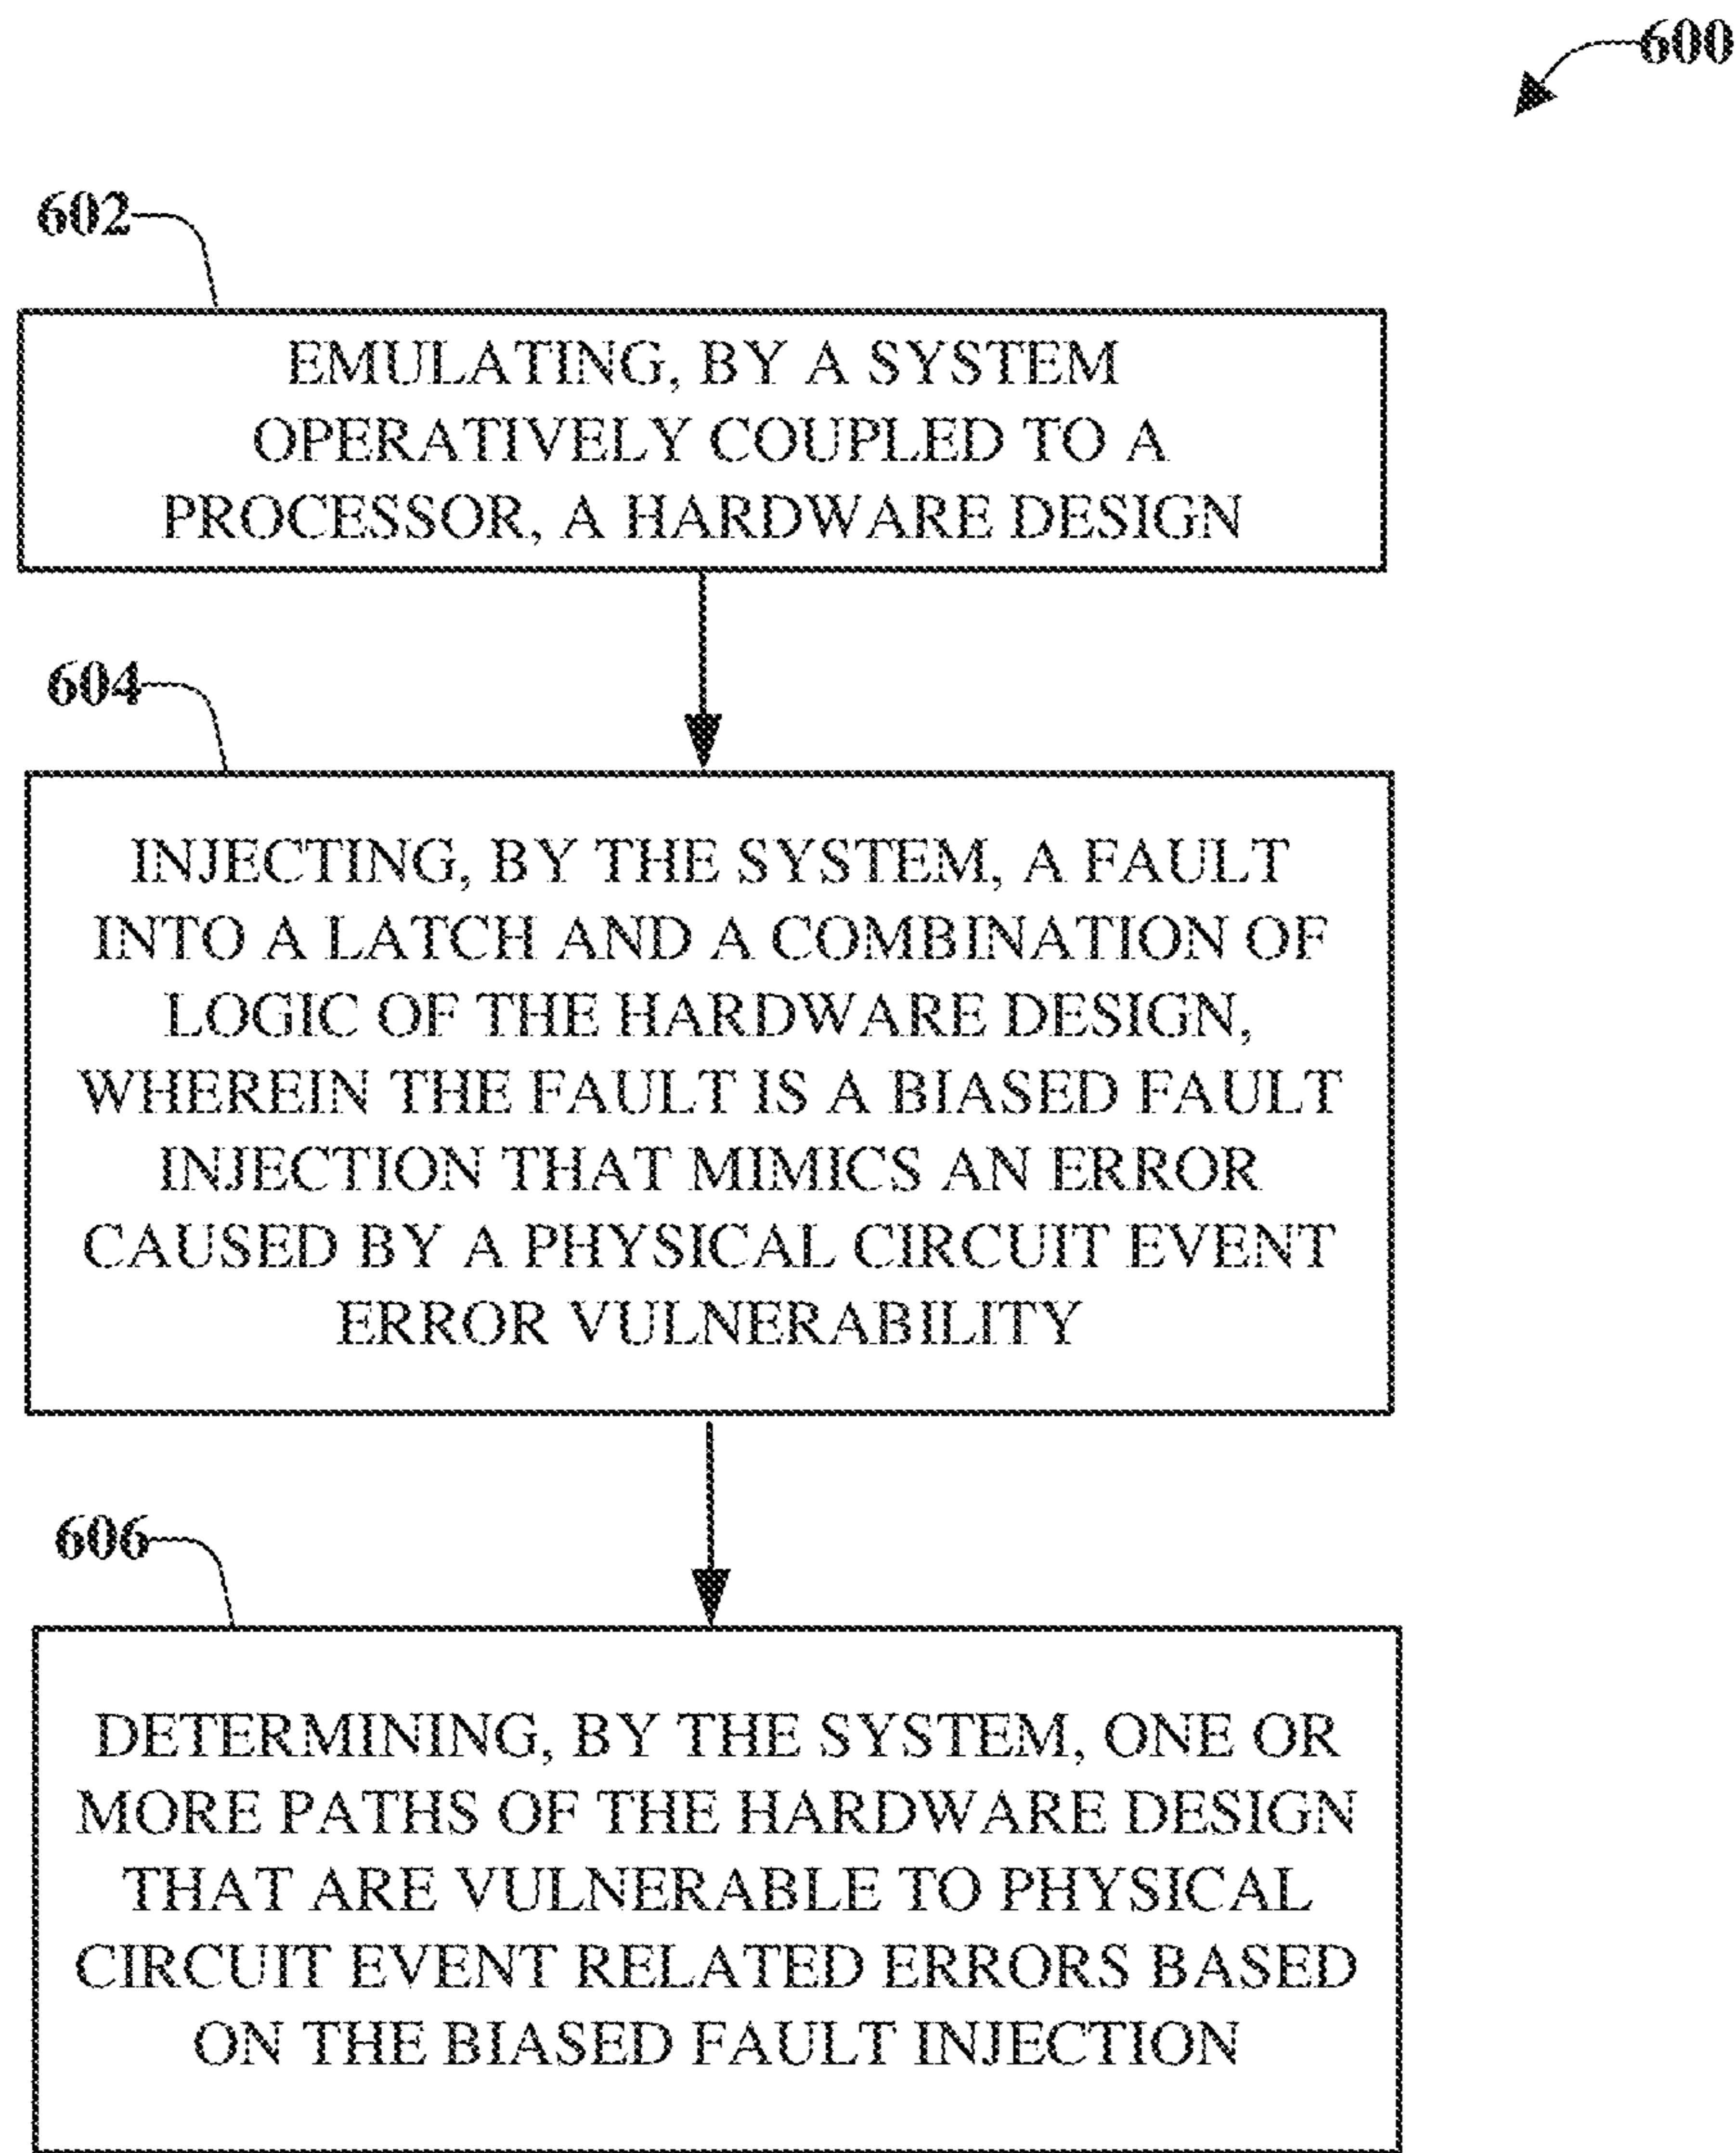 600
602
EMULATING, BY A SYSTEM
OPERATIVELY COUPLED TO A
PROCESSOR, A HARDWARE DESIGN
604
INJECTING, BY THE SYSTEM, A FAULT
INTO A LATCH AND A COMBINATION OF
LOGIC OF THE HARDWARE DESIGN,
WHEREIN THE FAULT IS A BIASED FAULT
INJECTION THAT MIMICS AN ERROR
CAUSED BY A PHYSICAL CIRCUIT EVENT
ERROR VULNERABILITY
606
DETERMINING, BY THE SYSTEM, ONE OR
MORE PATHS OF THE HARDWARE DESIGN
THAT ARE VULNERABLE TO PHYSICAL
CIRCUIT EVENT RELATED ERRORS BASED
ON THE BIASED FAULT INJECTION